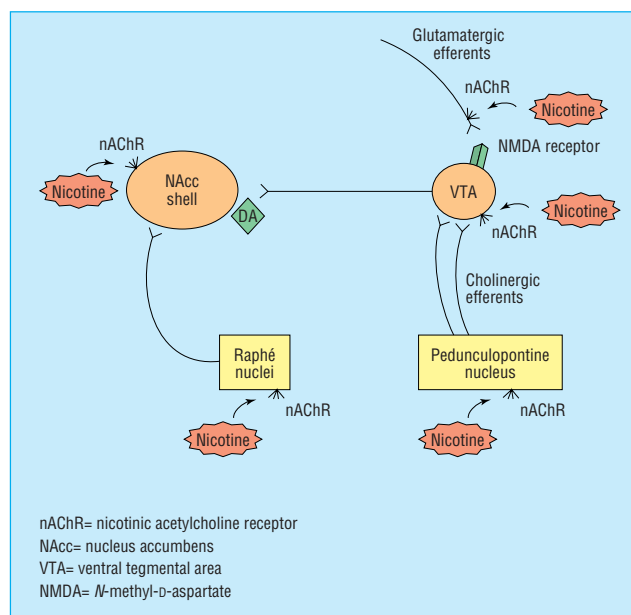 Glutamatergic
efferents
nAChR
Nicotine
NMDA receptor
nAChR
Nicotine
NAcc
shell
DA
VTA
Nicotine
nAChR
Cholinergic
efferents
Raphé
nuclei
Pedunculopontine
nucleus
nAChR
Nicotine
nAChR
Nicotine
nAChR= nicotinic acetylcholine receptor
NAcc= nucleus accumbens
VTA= ventral tegmental area
NMDA= N-methyl-D-aspartate